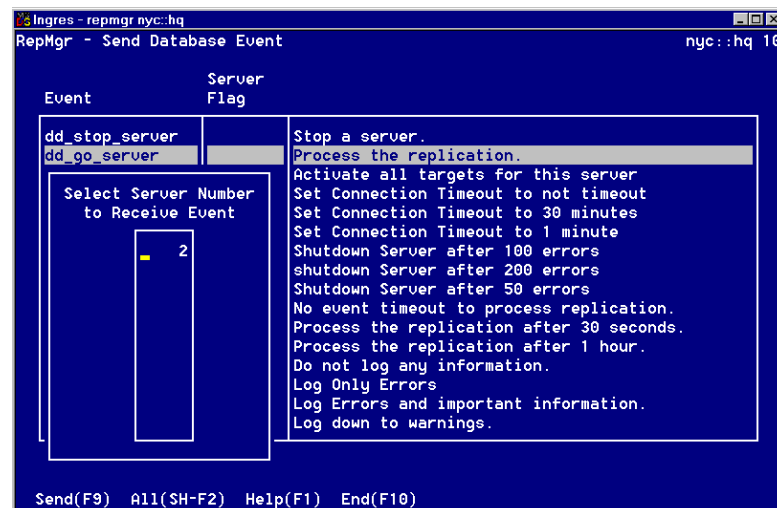 Ingres - repmgr nyc::hq
RepMgr - Send Database Event nyc::hq 10
Server
Event Flag
dd_stop_server Stop a server.
dd_go_server Process the replication.
Activate all targets for this server
Select Server Number Set Connection Timeout to not timeout
to Receive Event Set Connection Timeout to 30 minutes
Set Connection Timeout to 1 minute
2 Shutdown Server after 100 errors
shutdown Server after 200 errors
Shutdown Server after 50 errors
No event timeout to process replication.
Process the replication after 30 seconds.
Process the replication after 1 hour.
Do not log any information.
Log Only Errors
Log Errors and important information.
Log down to warnings.
Send(F9) All(SH-F2) Help(F1) End(F10)